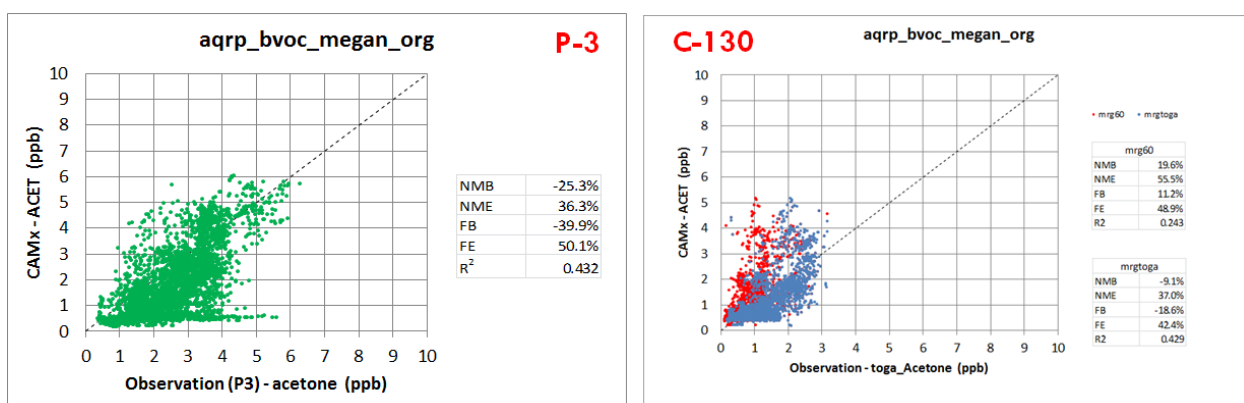 aqrp_bvoc_megan_org
P-3
CAMx - ACET (ppb)
10
9
8
7
6
5
4
3
2
1
0
0 1 2 3 4 5 6 7 8 9 10
Observation (P3) - acetone (ppb)
NMB -25.3%
NME 36.3%
FB -39.9%
FE 50.1%
R² 0.432
C-130
aqrp_bvoc_megan_org
CAMx - ACET (ppb)
10
9
8
7
6
5
4
3
2
1
0
0 1 2 3 4 5 6 7 8 9 10
Observation - toga_Acetone (ppb)
mrg60 mrgtoga
mrg60
NMB 19.6%
NME 55.5%
FB 11.2%
FE 48.9%
R2 0.243
mrgtoga
NMB -9.1%
NME 37.0%
FB -18.6%
FE 42.4%
R2 0.429